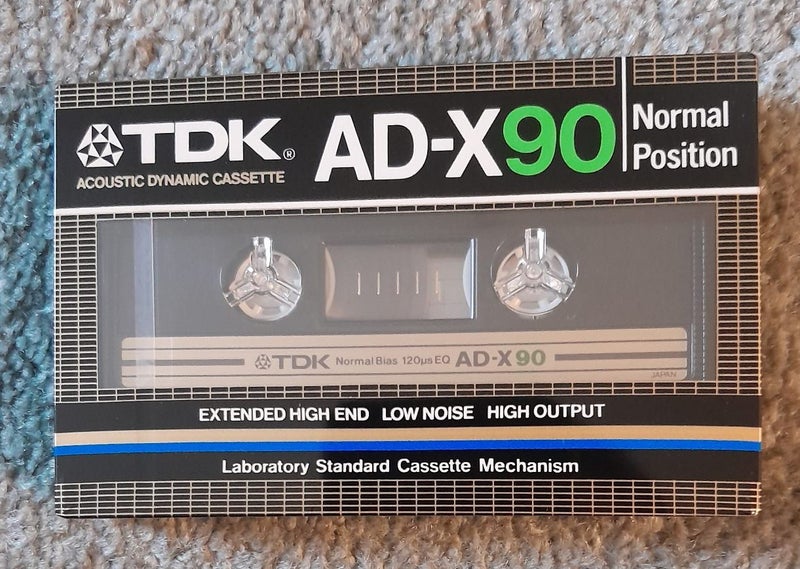 TDK® AD-X90 Normal Position
ACOUSTIC DYNAMIC CASSETTE
TDK Normal Bias 120µs EQ AD-X90
JAPAN
EXTENDED HIGH END LOW NOISE HIGH OUTPUT
Laboratory Standard Cassette Mechanism